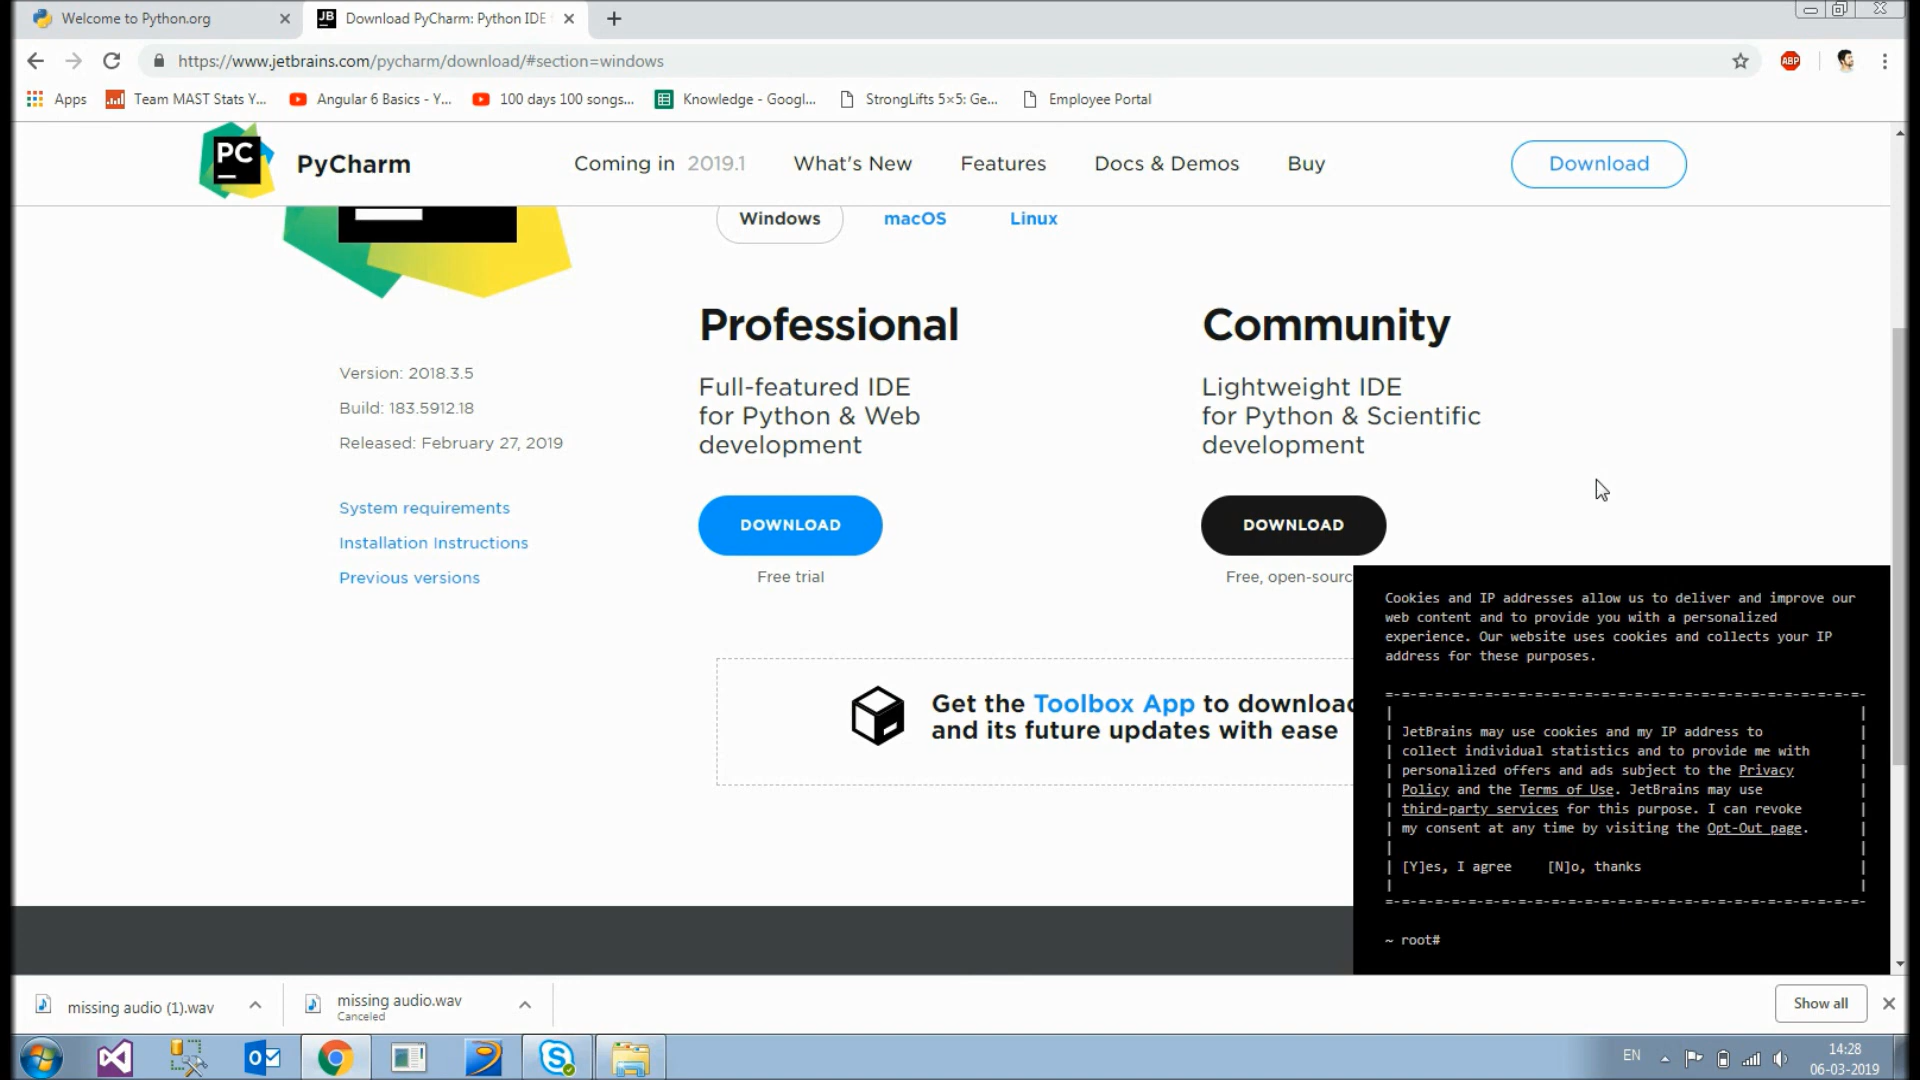 Welcome to Python.org
JB
Download PyCharm: Python IDE
https://www.jetbrains.com/pycharm/download/#section=windows
ABP
Apps
Team MAST Stats Y...
Angular 6 Basics - Y...
100 days 100 songs...
Knowledge - Googl...
StrongLifts 5×5: Ge...
Employee Portal
PC
PyCharm
Coming in 2019.1
What's New
Features
Docs & Demos
Buy
Download
Windows
macOS
Linux
Version: 2018.3.5
Build: 183.5912.18
Released: February 27, 2019
System requirements
Installation Instructions
Previous versions
Professional
Full-featured IDE
for Python & Web
development
DOWNLOAD
Free trial
Community
Lightweight IDE
for Python & Scientific
development
DOWNLOAD
Free, open-sourc
Get the Toolbox App to download
and its future updates with ease
Cookies and IP addresses allow us to deliver and improve our
web content and to provide you with a personalized
experience. Our website uses cookies and collects your IP
address for these purposes.
JetBrains may use cookies and my IP address to
collect individual statistics and to provide me with
personalized offers and ads subject to the Privacy
Policy and the Terms of Use. JetBrains may use
third-party services for this purpose. I can revoke
my consent at any time by visiting the Opt-Out page.
[Y]es, I agree [N]o, thanks
~ root#
missing audio (1).wav
missing audio.wav
Canceled
Show all
EN
14:28
06-03-2019